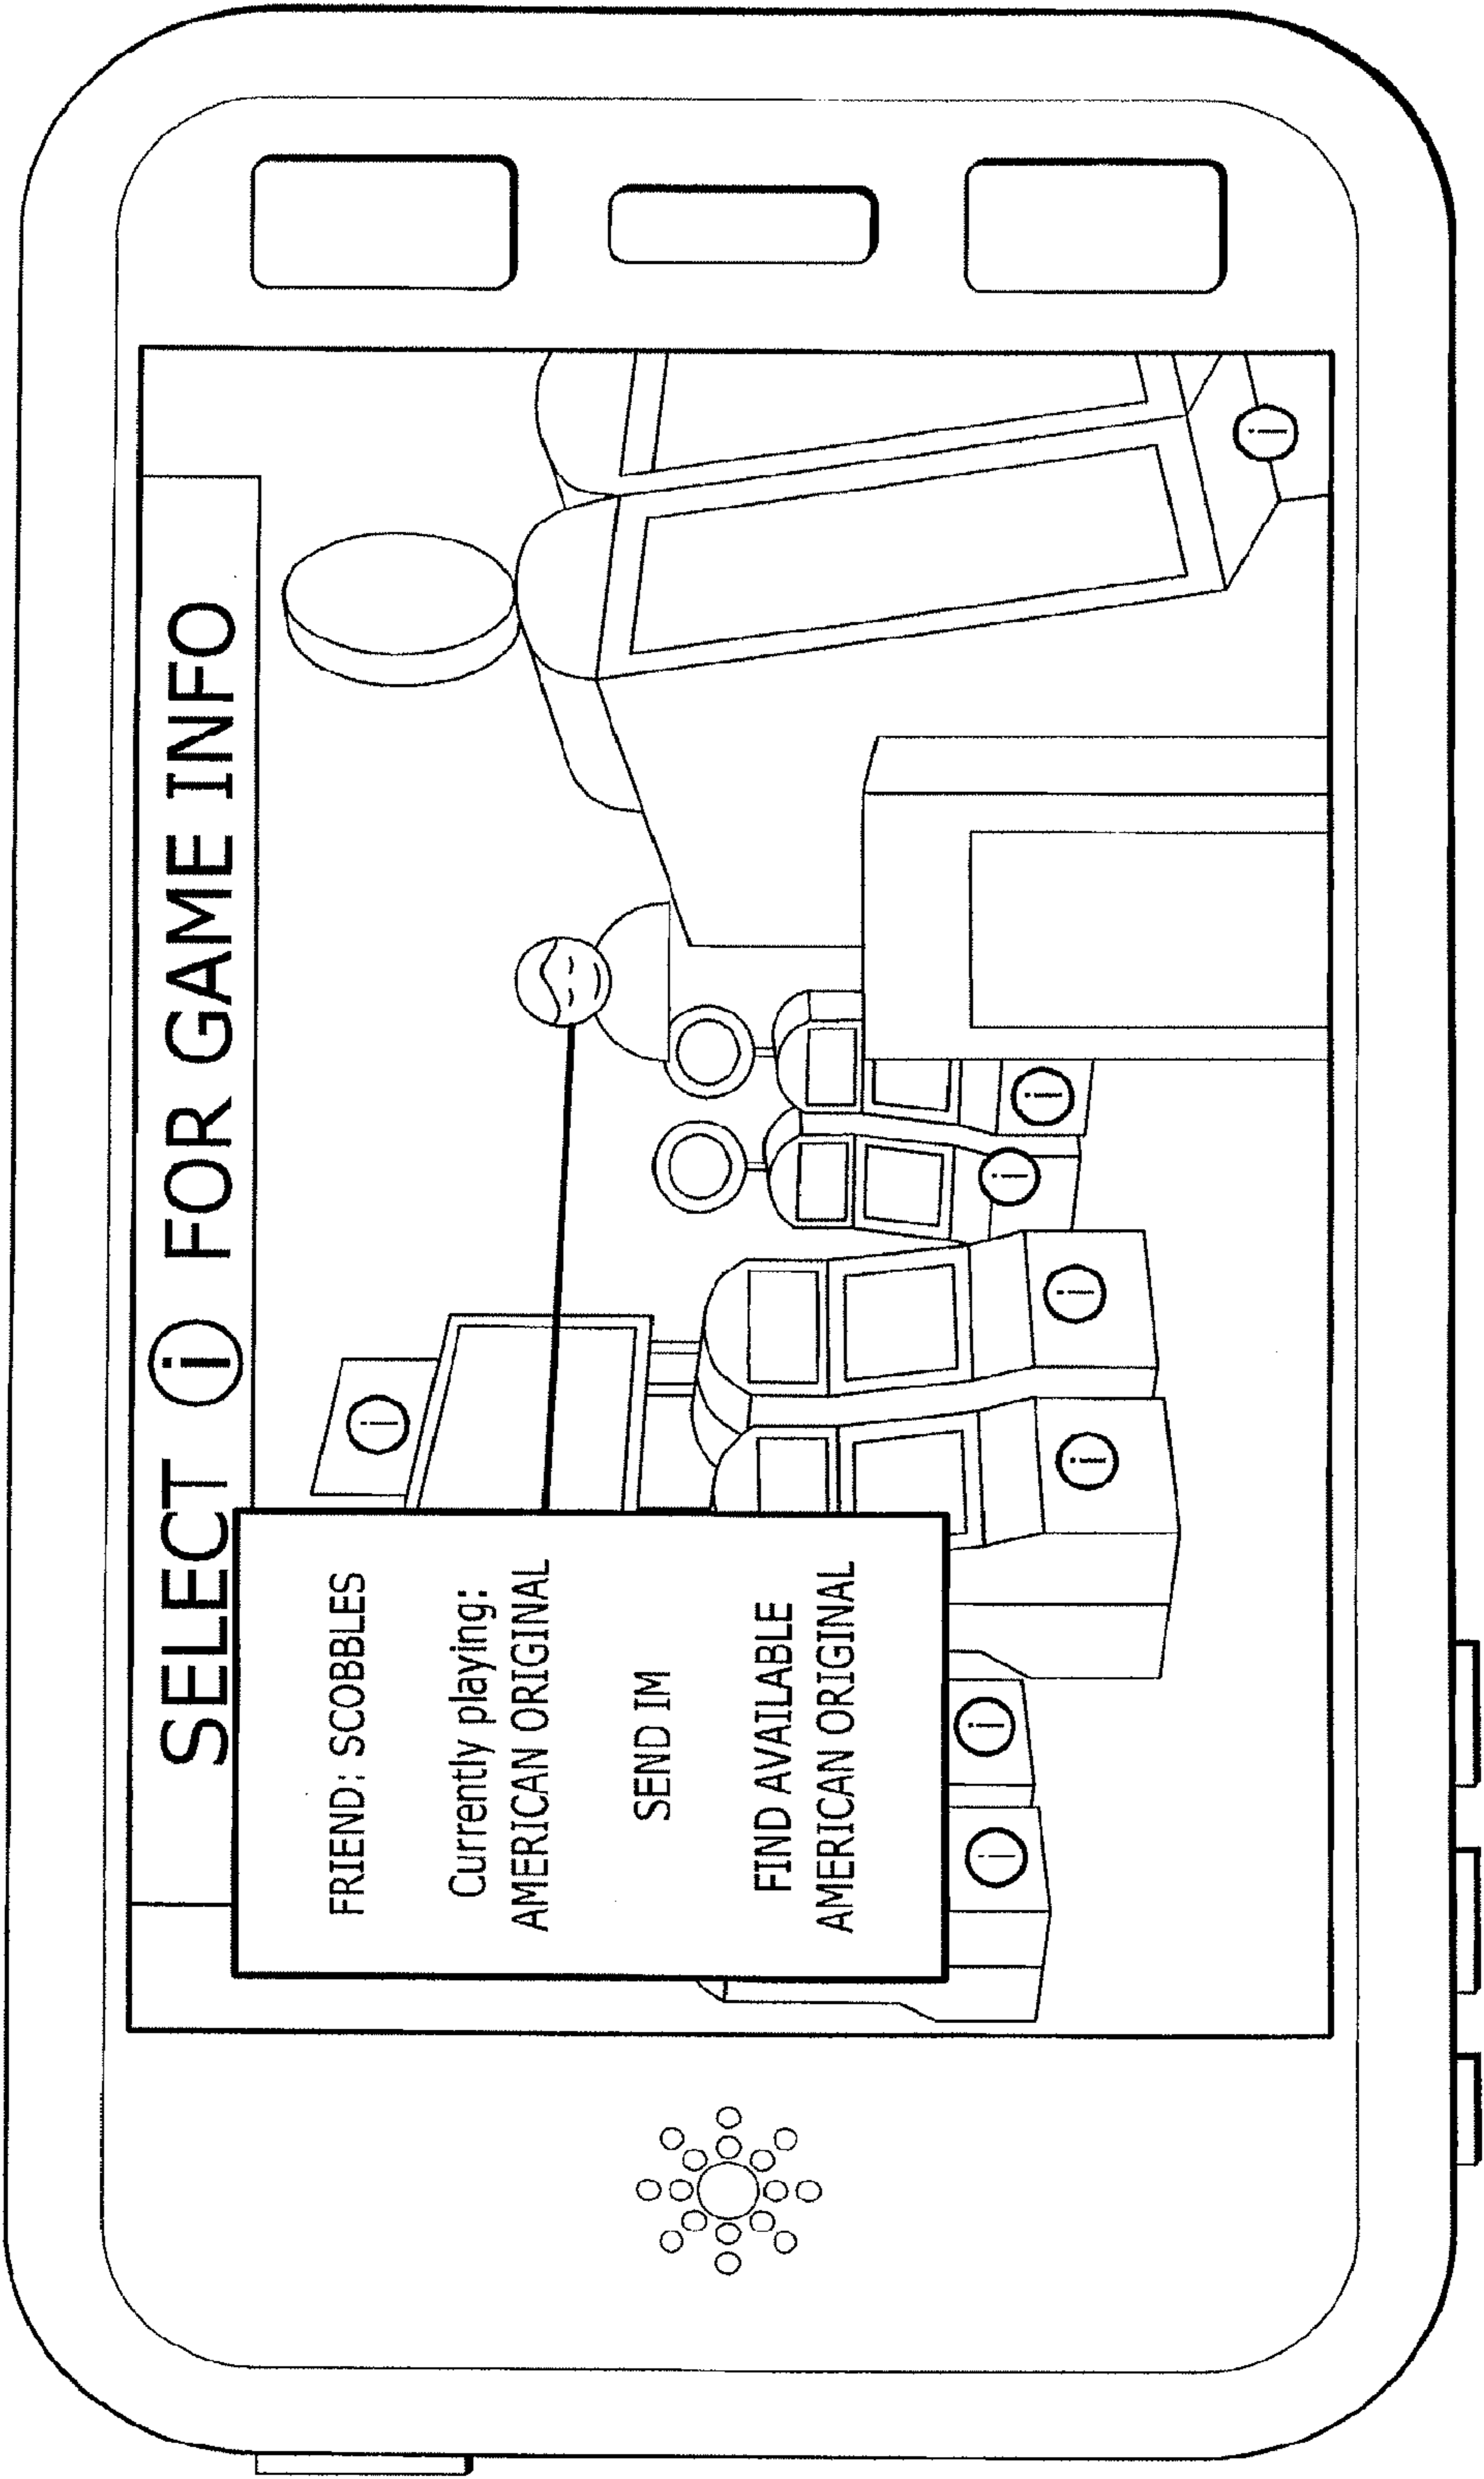 SELECT i FOR GAME INFO
FRIEND: SCOBBLES
Currently playing:
AMERICAN ORIGINAL
SEND IM
FIND AVAILABLE
AMERICAN ORIGINAL
i
i
i
i
i
i
i
i